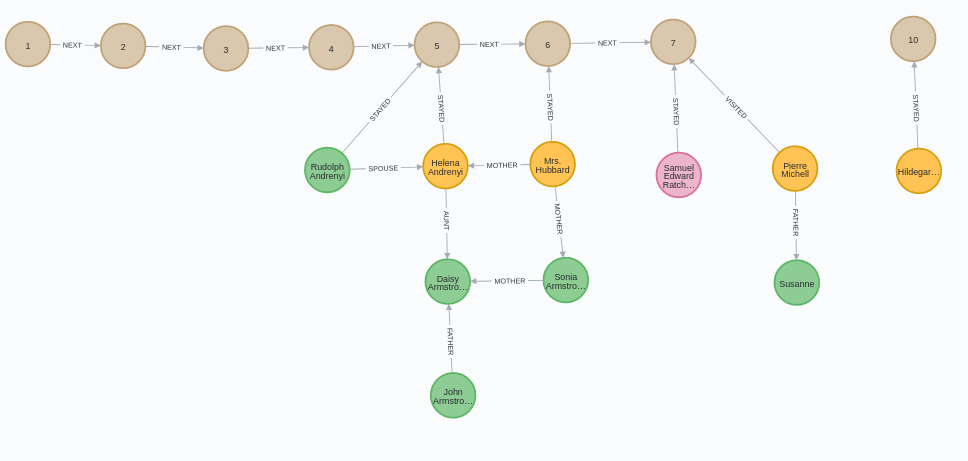 1 NEXT 2 NEXT 3 NEXT 4 NEXT 5 NEXT 6 NEXT 7 10
STAYED STAYED STAYED STAYED VISITED STAYED
Rudolph
Andrenyi
SPOUSE
Helena
Andrenyi
MOTHER
Mrs.
Hubbard
Samuel
Edward
Ratch…
Pierre
Michell
Hildegar…
AUNT
MOTHER
FATHER
Daisy
Armstro…
MOTHER
Sonia
Armstro…
Susanne
FATHER
John
Armstro…